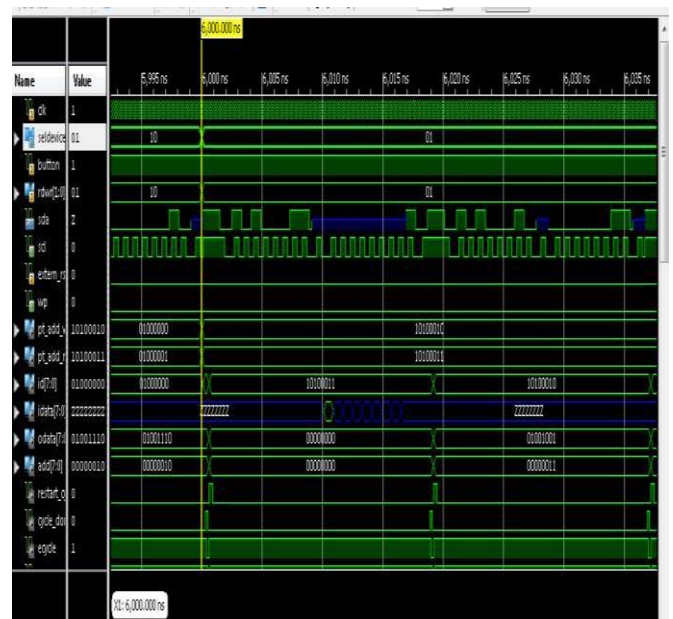 6,000.000 ns
Name Value 5,995 ns 6,000 ns 6,005 ns 6,010 ns 6,015 ns 6,020 ns 6,025 ns 6,030 ns 6,035 ns
clk 1
seldevice 01 10 01
button 1
rdwr[1:0] 01 10 01
sda Z
scl 0
extern_rs 0
wp 0
pt_add_w 10100010 01000000 10100010
pt_add_r 10100011 01000001 10100011
id[7:0] 01000000 01000000 10100011 10100010
idata[7:0] ZZZZZZZZ ZZZZZZZZ ZZZZZZZZ
odata[7:0 01001110 01001110 00000000 01001001
add[7:0] 00000010 00000010 00000000 00000011
restart_o 0
cycle_do 0
ecycle 1
X1: 6,000.000 ns